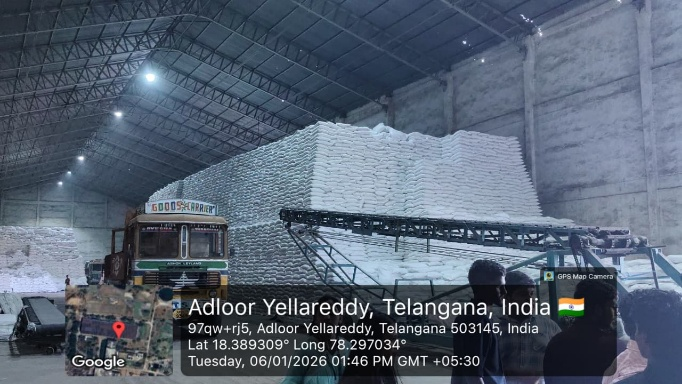 GOODS CARRIER
ASHOK LEYLAND
GPS Map Camera
Adloor Yellareddy, Telangana, India 🇮🇳
97qw+rj5, Adloor Yellareddy, Telangana 503145, India
Lat 18.389309° Long 78.297034°
Tuesday, 06/01/2026 01:46 PM GMT +05:30
Google